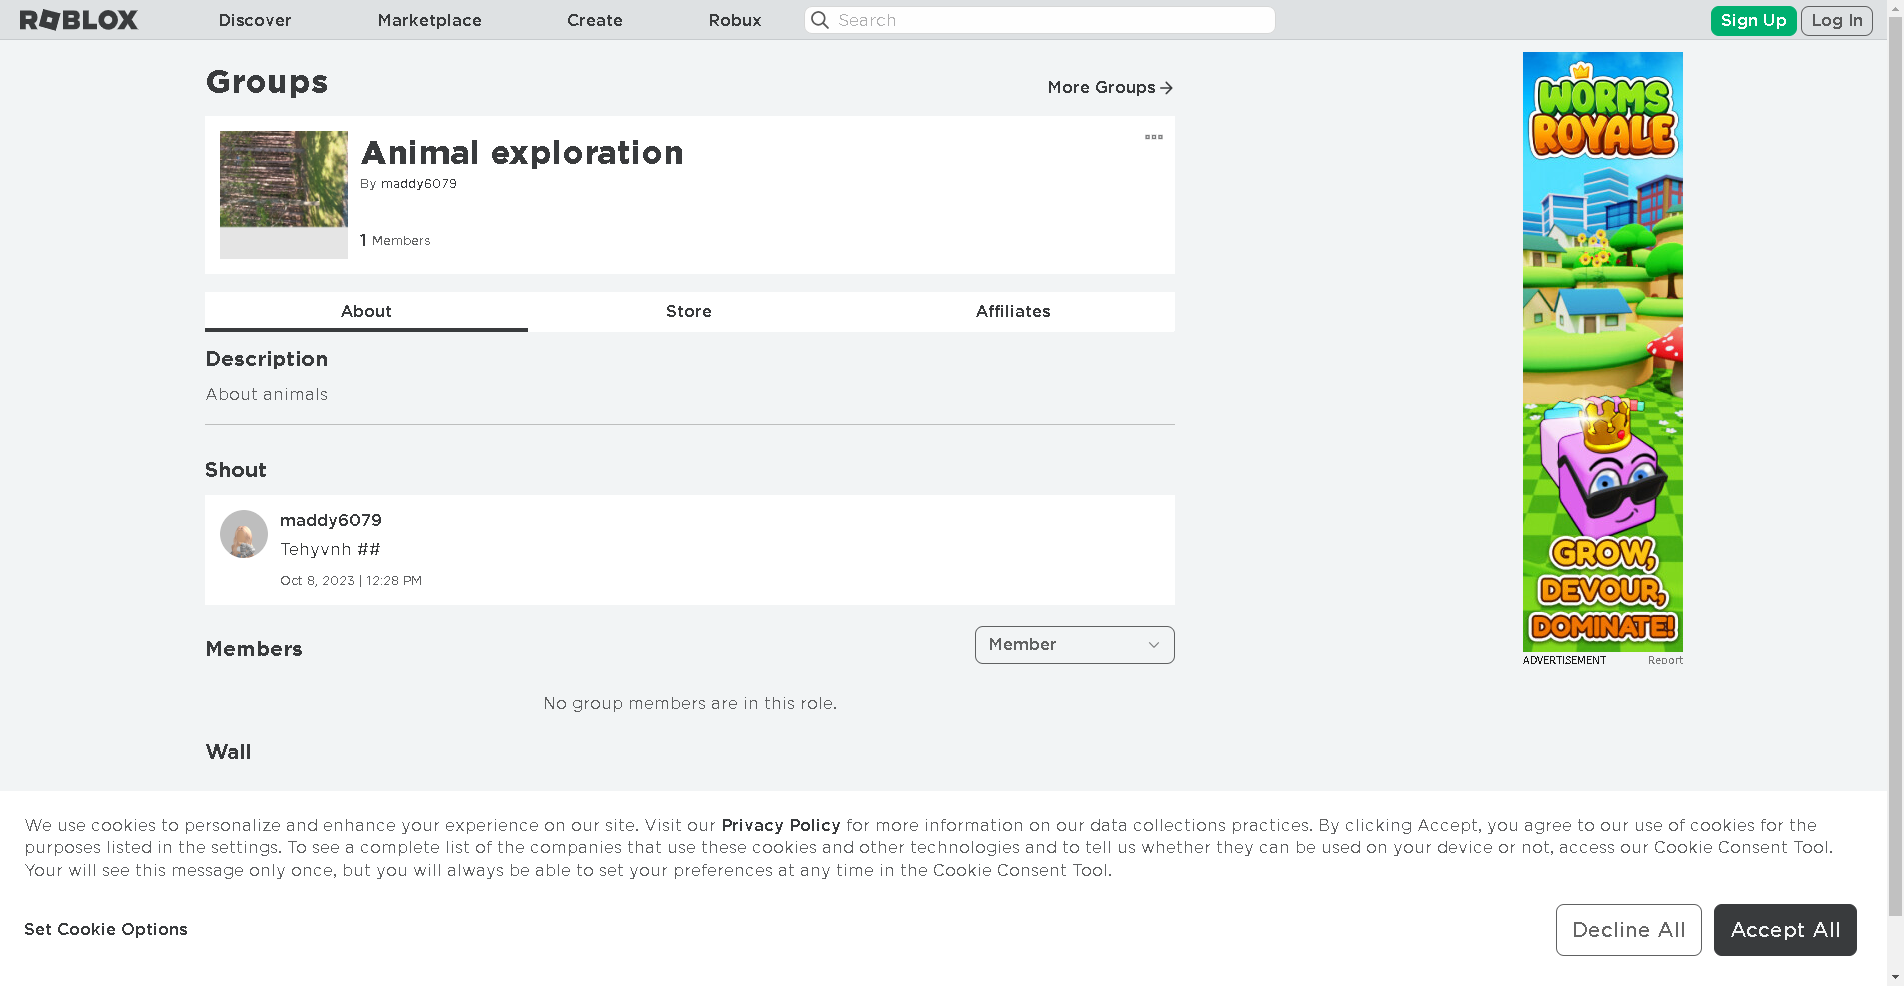 ROBLOX
Discover
Marketplace
Create
Robux
Search
Sign Up
Log In
Groups
More Groups
Animal exploration
By maddy6079
1 Members
About
Store
Affiliates
Description
About animals
Shout
maddy6079
Tehyvnh ##
Oct 8, 2023 | 12:28 PM
Members
Member
No group members are in this role.
Wall
WORMS
ROYALE
GROW,
DEVOUR,
DOMINATE!
ADVERTISEMENT
Report
We use cookies to personalize and enhance your experience on our site. Visit our Privacy Policy for more information on our data collections practices. By clicking Accept, you agree to our use of cookies for the
purposes listed in the settings. To see a complete list of the companies that use these cookies and other technologies and to tell us whether they can be used on your device or not, access our Cookie Consent Tool.
Your will see this message only once, but you will always be able to set your preferences at any time in the Cookie Consent Tool.
Set Cookie Options
Decline All
Accept All